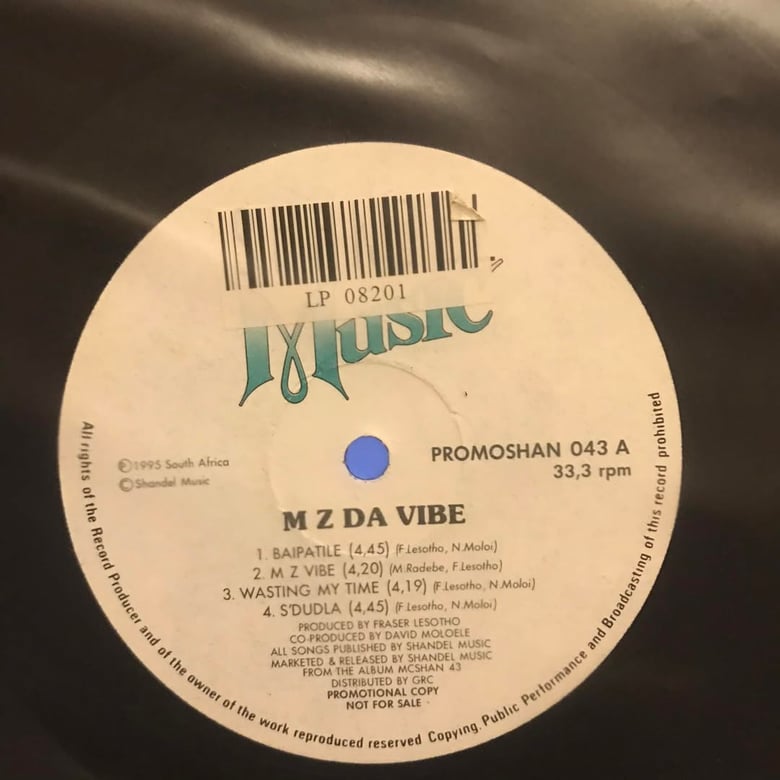 LP 08201
Music
PROMOSHAN 043 A
33,3 rpm
℗1995 South Africa
©Shandel Music
M Z DA VIBE
1. BAIPATILE (4,45) (F.Lesotho, N.Moloi)
2. M Z VIBE (4,20) (M.Radebe, F.Lesotho)
3. WASTING MY TIME (4,19) (F.Lesotho, N.Moloi)
4. S'DUDLA (4,45) (F.Lesotho, N.Moloi)
PRODUCED BY FRASER LESOTHO
CO-PRODUCED BY DAVID MOLOELE
ALL SONGS PUBLISHED BY SHANDEL MUSIC
MARKETED & RELEASED BY SHANDEL MUSIC
FROM THE ALBUM MCSHAN 43
DISTRIBUTED BY GRC
PROMOTIONAL COPY
NOT FOR SALE
All rights of the Record Producer and of the owner of the work reproduced reserved Copying, Public Performance and Broadcasting of this record prohibited